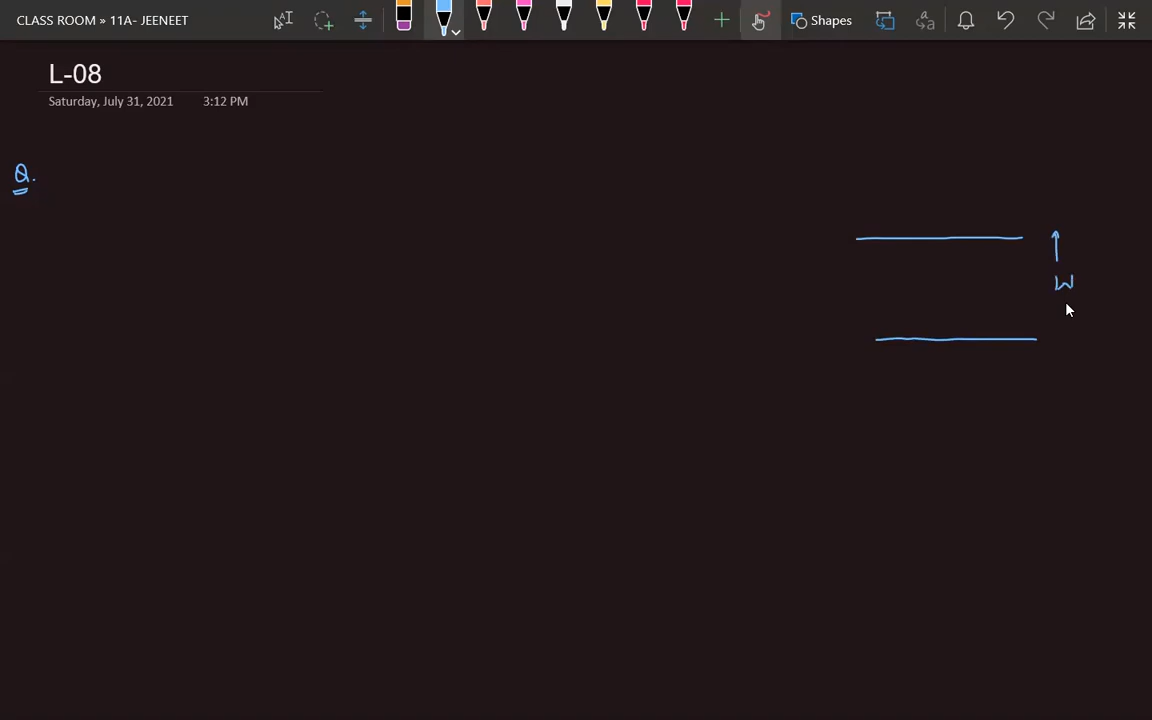 CLASS ROOM » 11A- JEENEET
Shapes
L-08
Saturday, July 31, 2021 3:12 PM
Q.
W